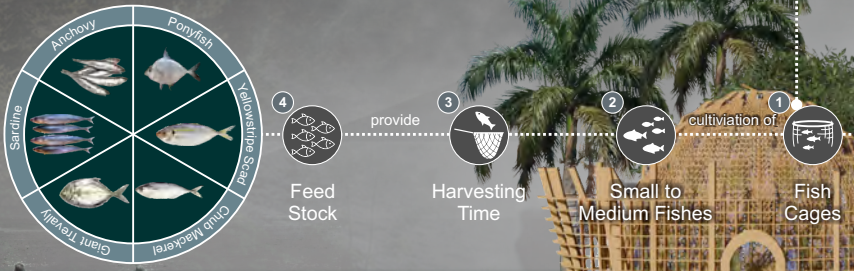 Anchovy
Ponyfish
Sardine
Yellowstripe Scad
Giant Trevally
Chub Mackerel
4
provide
3
2
cultiviation of
1
Feed
Stock
Harvesting
Time
Small to
Medium Fishes
Fish
Cages